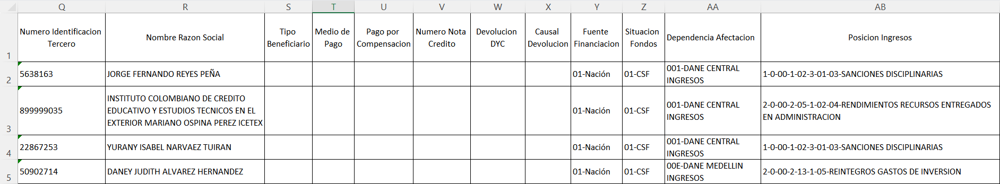 Q R S T U V W X Y Z AA AB
1 Numero Identificacion Tercero Nombre Razon Social Tipo Beneficiario Medio de Pago Pago por Compensacion Numero Nota Credito Devolucion DYC Causal Devolucion Fuente Financiacion Situacion Fondos Dependencia Afectacion Posicion Ingresos
2 5638163 JORGE FERNANDO REYES PEÑA 01-Nación 01-CSF 001-DANE CENTRAL INGRESOS 1-0-00-1-02-3-01-03-SANCIONES DISCIPLINARIAS
3 899999035 INSTITUTO COLOMBIANO DE CREDITO EDUCATIVO Y ESTUDIOS TECNICOS EN EL EXTERIOR MARIANO OSPINA PEREZ ICETEX 01-Nación 01-CSF 001-DANE CENTRAL INGRESOS 2-0-00-2-05-1-02-04-RENDIMIENTOS RECURSOS ENTREGADOS EN ADMINISTRACION
4 22867253 YURANY ISABEL NARVAEZ TUIRAN 01-Nación 01-CSF 001-DANE CENTRAL INGRESOS 1-0-00-1-02-3-01-03-SANCIONES DISCIPLINARIAS
5 50902714 DANEY JUDITH ALVAREZ HERNANDEZ 01-Nación 01-CSF 00E-DANE MEDELLIN INGRESOS 2-0-00-2-13-1-05-REINTEGROS GASTOS DE INVERSION